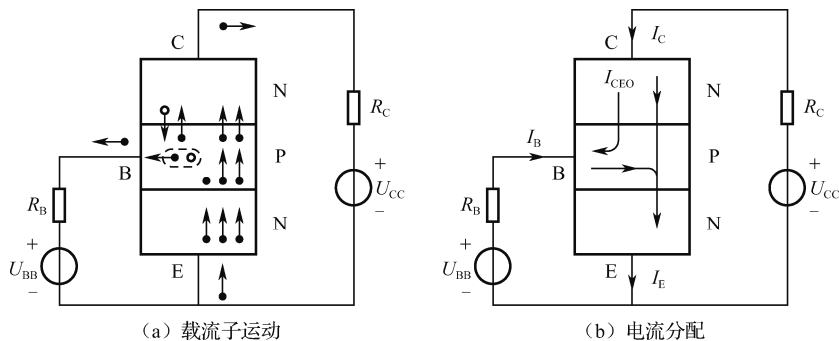 C
N
P
N
B
E
R_B
+
U_BB
−
R_C
+
U_CC
−
(a) 载流子运动
C
I_C
I_CEO
N
P
N
I_B
B
E
I_E
R_B
+
U_BB
−
R_C
+
U_CC
−
(b) 电流分配